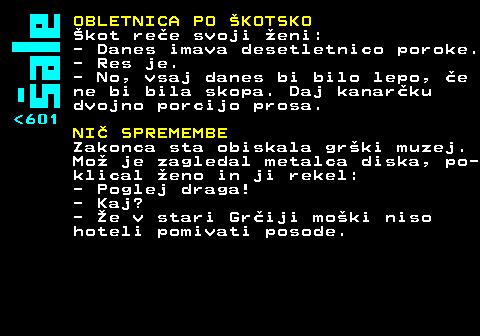 šale
<601
OBLETNICA PO ŠKOTSKO
Škot reče svoji ženi:
- Danes imava desetletnico poroke.
- Res je.
- No, vsaj danes bi bilo lepo, če
ne bi bila skopa. Daj kanarčku
dvojno porcijo prosa.
NIČ SPREMEMBE
Zakonca sta obiskala grški muzej.
Mož je zagledal metalca diska, po-
klical ženo in ji rekel:
- Poglej draga!
- Kaj?
- Že v stari Grčiji moški niso
hoteli pomivati posode.